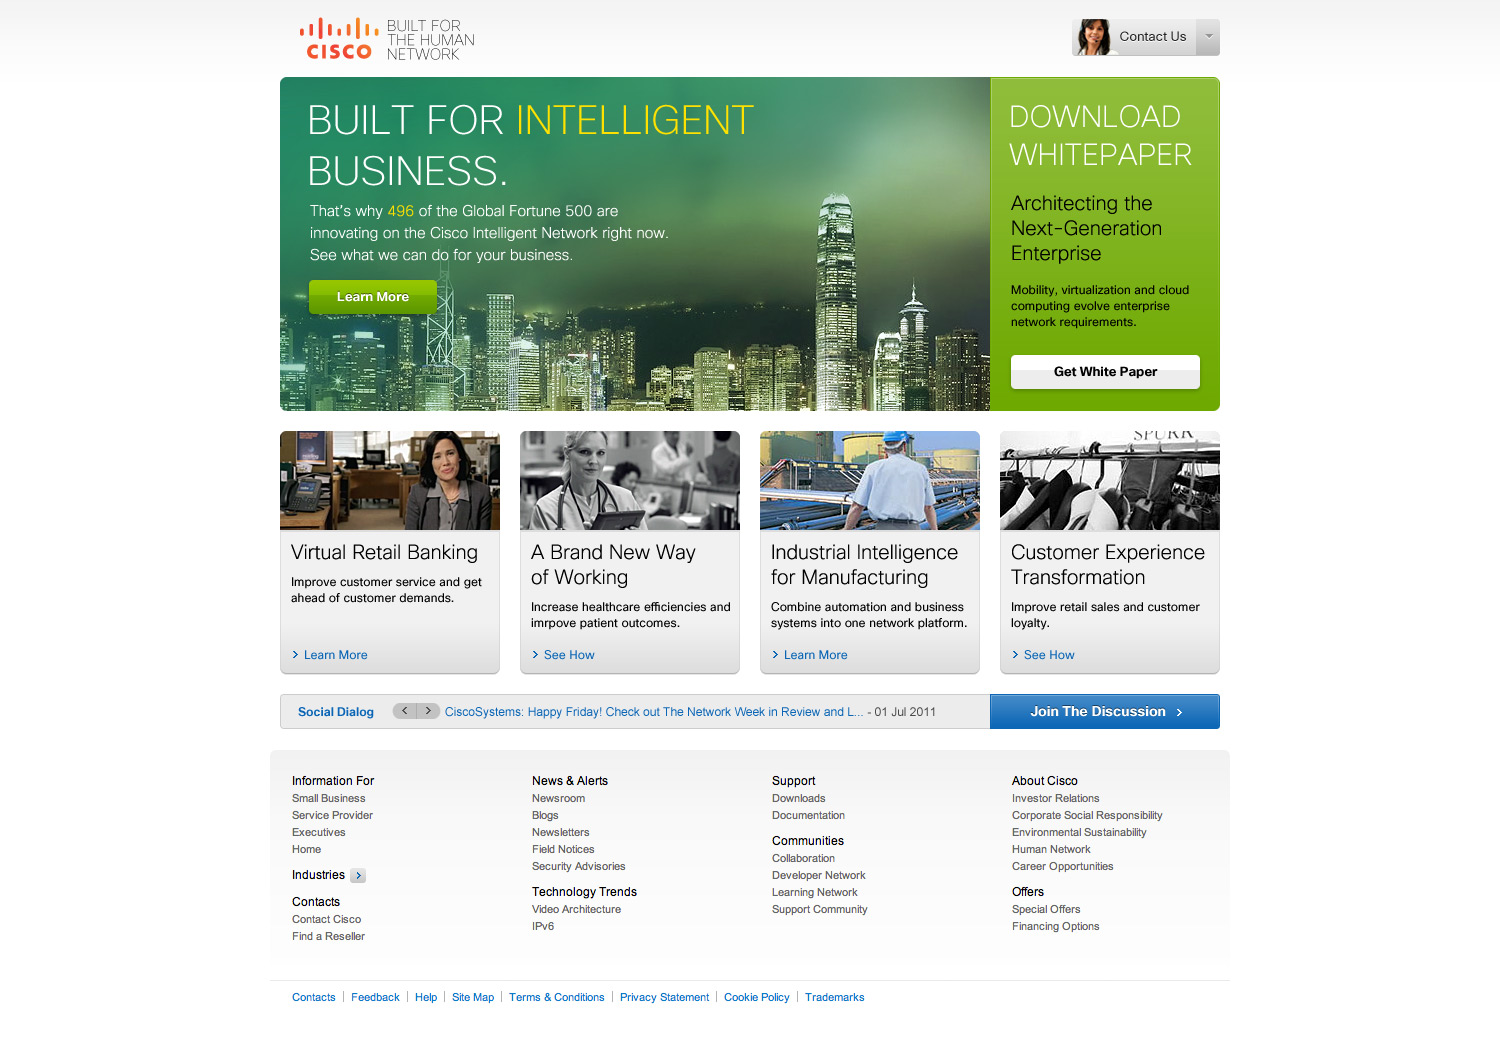 CISCO
BUILT FOR
THE HUMAN
NETWORK
Contact Us
BUILT FOR INTELLIGENT
BUSINESS.
That's why 496 of the Global Fortune 500 are
innovating on the Cisco Intelligent Network right now.
See what we can do for your business.
Learn More
DOWNLOAD
WHITEPAPER
Architecting the
Next-Generation
Enterprise
Mobility, virtualization and cloud
computing evolve enterprise
network requirements.
Get White Paper
SPURR
Virtual Retail Banking
Improve customer service and get
ahead of customer demands.
> Learn More
A Brand New Way
of Working
Increase healthcare efficiencies and
imrpove patient outcomes.
> See How
Industrial Intelligence
for Manufacturing
Combine automation and business
systems into one network platform.
> Learn More
Customer Experience
Transformation
Improve retail sales and customer
loyalty.
> See How
Social Dialog < > CiscoSystems: Happy Friday! Check out The Network Week in Review and L... - 01 Jul 2011
Join The Discussion >
Information For
Small Business
Service Provider
Executives
Home
Industries >
Contacts
Contact Cisco
Find a Reseller
News & Alerts
Newsroom
Blogs
Newsletters
Field Notices
Security Advisories
Technology Trends
Video Architecture
IPv6
Support
Downloads
Documentation
Communities
Collaboration
Developer Network
Learning Network
Support Community
About Cisco
Investor Relations
Corporate Social Responsibility
Environmental Sustainability
Human Network
Career Opportunities
Offers
Special Offers
Financing Options
Contacts | Feedback | Help | Site Map | Terms & Conditions | Privacy Statement | Cookie Policy | Trademarks